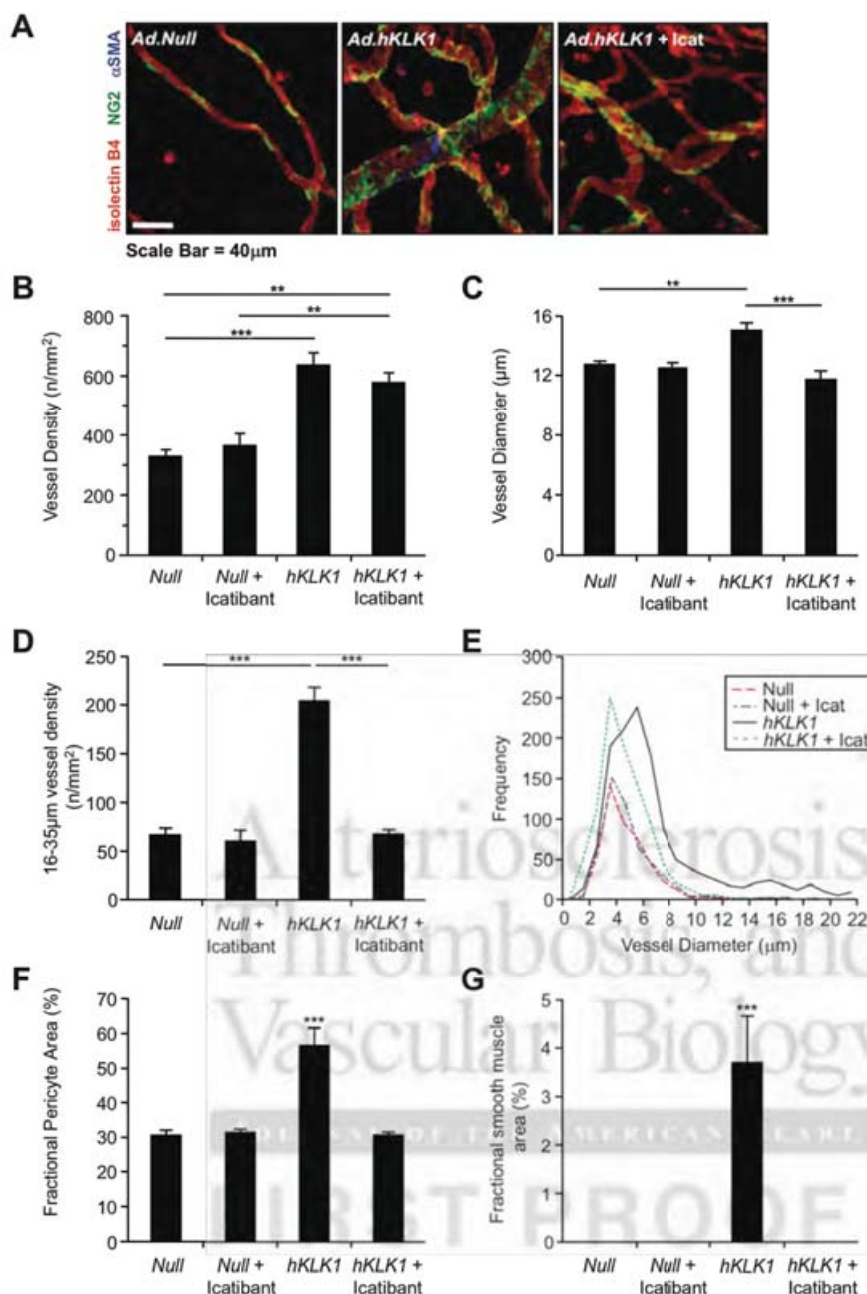 A
isolectin B4 NG2 αSMA
Ad.Null
Ad.hKLK1
Ad.hKLK1 + Icat
Scale Bar = 40µm
B
Vessel Density (n/mm²)
800
600
400
200
0
**
**
***
Null
Null +
Icatibant
hKLK1
hKLK1 +
Icatibant
C
Vessel Diameter (µm)
16
12
8
4
0
**
***
Null
Null +
Icatibant
hKLK1
hKLK1 +
Icatibant
D
16-35µm vessel density
(n/mm²)
250
200
150
100
50
0
***
***
Null
Null +
Icatibant
hKLK1
hKLK1 +
Icatibant
E
Frequency
300
250
200
150
100
50
0
Null
Null + Icat
hKLK1
hKLK1 + Icat
0 2 4 6 8 10 12 14 16 18 20 22
Vessel Diameter (µm)
Arteriosclerosis,
Thrombosis, and
Vascular Biology
FIRST PROOF
F
Fractional Pericyte Area (%)
70
60
50
40
30
20
10
0
***
Null
Null +
Icatibant
hKLK1
hKLK1 +
Icatibant
G
Fractional smooth muscle
area (%)
5
4
3
2
1
0
***
Null
Null +
Icatibant
hKLK1
hKLK1 +
Icatibant